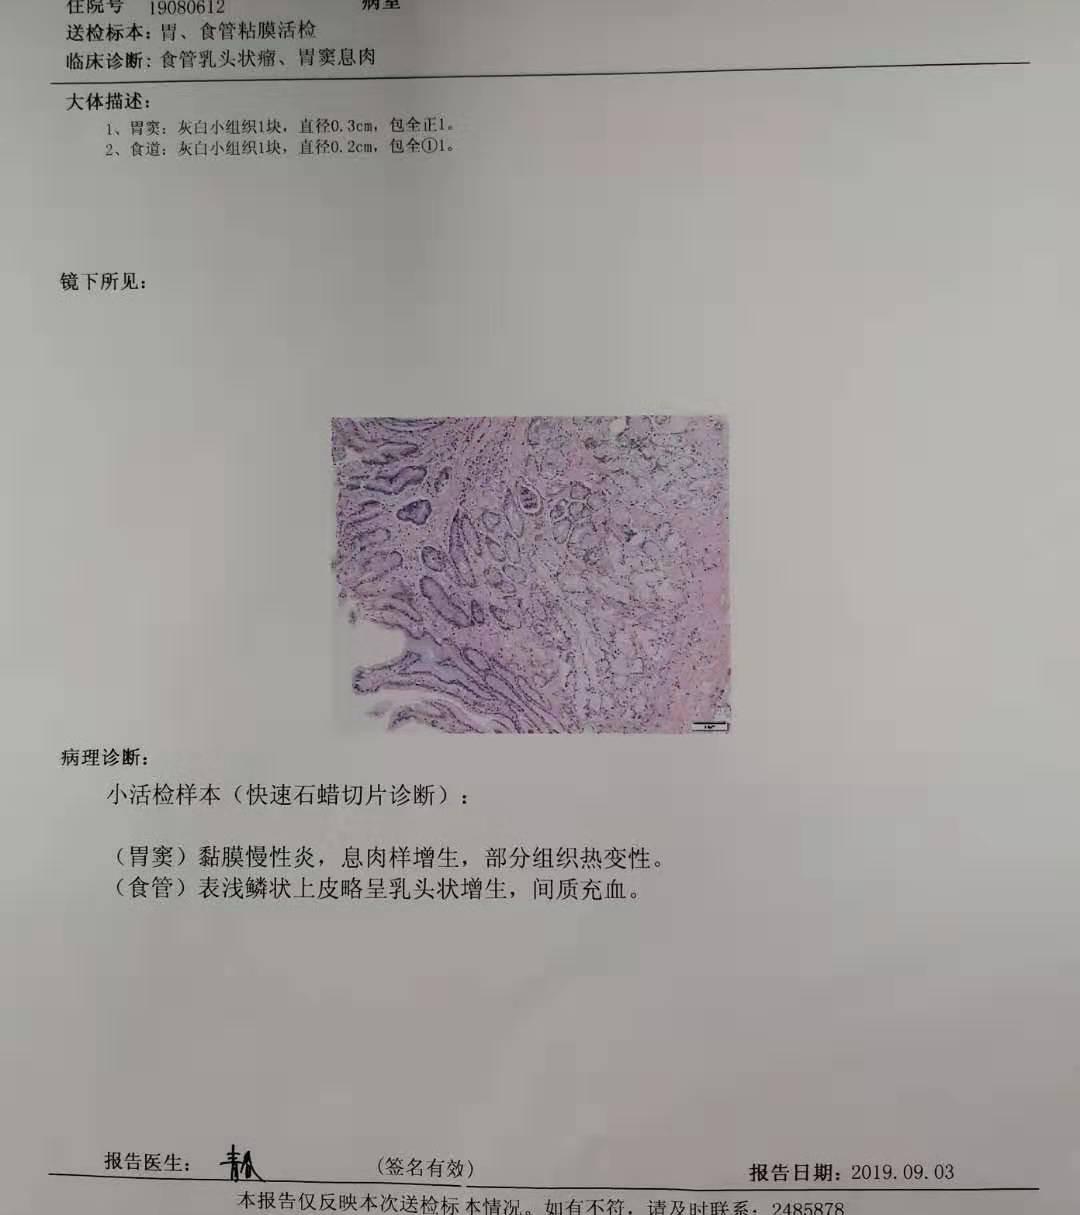 住院号 19080612 病室
送检标本：胃、食管粘膜活检
临床诊断：食管乳头状瘤、胃窦息肉
大体描述：
1、胃窦：灰白小组织1块，直径0.3cm，包全正1。
2、食道：灰白小组织1块，直径0.2cm，包全①1。
镜下所见：
病理诊断：
小活检样本（快速石蜡切片诊断）：
（胃窦）黏膜慢性炎，息肉样增生，部分组织热变性。
（食管）表浅鳞状上皮略呈乳头状增生，间质充血。
报告医生： (签名有效) 报告日期：2019.09.03
本报告仅反映本次送检标本情况。如有不符，请及时联系：2485878